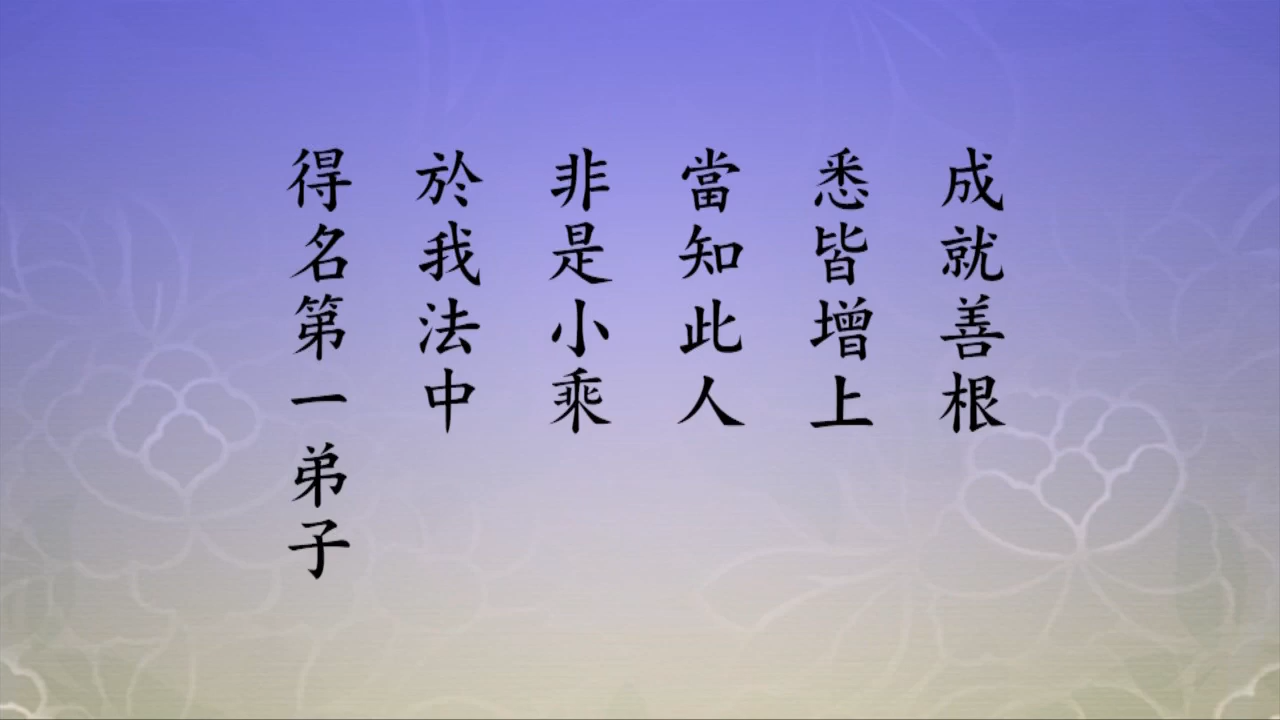 成就善根
悉皆增上
當知此人
非是小乘
於我法中
得名第一弟子